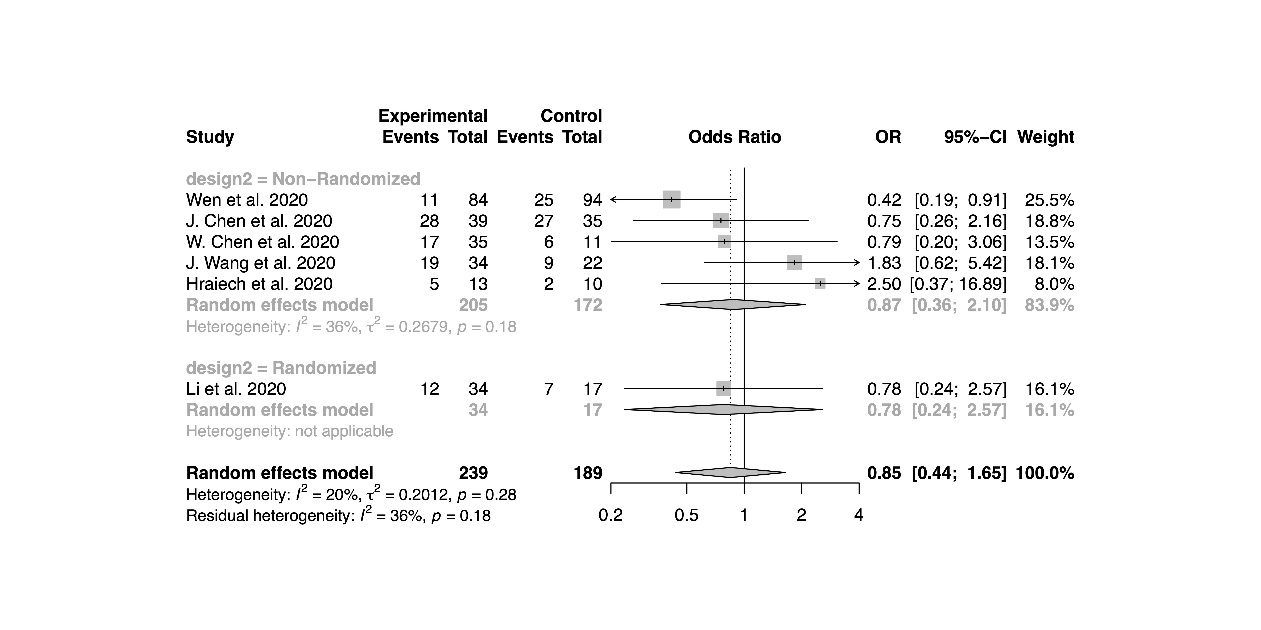 Experimental Control
Study Events Total Events Total Odds Ratio OR 95%−CI Weight
design2 = Non−Randomized
Wen et al. 2020 11 84 25 94 0.42 [0.19; 0.91] 25.5%
J. Chen et al. 2020 28 39 27 35 0.75 [0.26; 2.16] 18.8%
W. Chen et al. 2020 17 35 6 11 0.79 [0.20; 3.06] 13.5%
J. Wang et al. 2020 19 34 9 22 1.83 [0.62; 5.42] 18.1%
Hraiech et al. 2020 5 13 2 10 2.50 [0.37; 16.89] 8.0%
Random effects model 205 172 0.87 [0.36; 2.10] 83.9%
Heterogeneity: I² = 36%, τ² = 0.2679, p = 0.18
design2 = Randomized
Li et al. 2020 12 34 7 17 0.78 [0.24; 2.57] 16.1%
Random effects model 34 17 0.78 [0.24; 2.57] 16.1%
Heterogeneity: not applicable
Random effects model 239 189 0.85 [0.44; 1.65] 100.0%
Heterogeneity: I² = 20%, τ² = 0.2012, p = 0.28
Residual heterogeneity: I² = 36%, p = 0.18
0.2 0.5 1 2 4